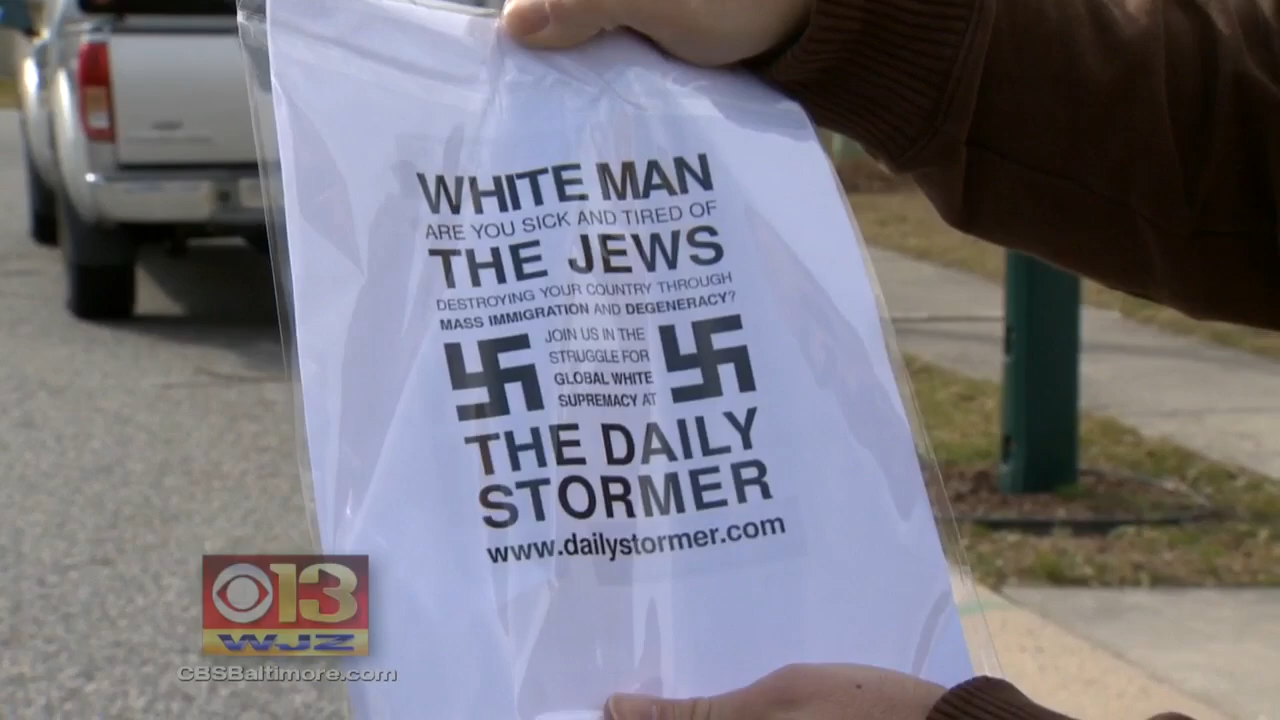 WHITE MAN
ARE YOU SICK AND TIRED OF
THE JEWS
DESTROYING YOUR COUNTRY THROUGH
MASS IMMIGRATION AND DEGENERACY?
JOIN US IN THE
STRUGGLE FOR
GLOBAL WHITE
SUPREMACY AT
THE DAILY
STORMER
www.dailystormer.com
13
WJZ
CBSBaltimore.com